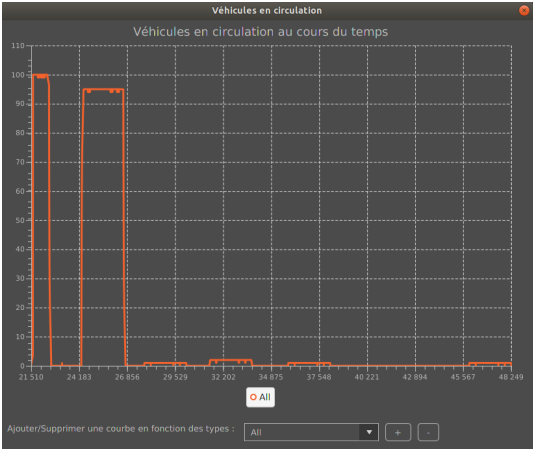 Véhicules en circulation
Véhicules en circulation au cours du temps
110
100
90
80
70
60
50
40
30
20
10
0
21 510 24 183 26 856 29 529 32 202 34 875 37 548 40 221 42 894 45 567 48 249
All
Ajouter/Supprimer une courbe en fonction des types : All + -